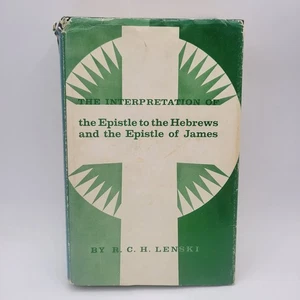 THE INTERPRETATION OF
the Epistle to the Hebrews
and the Epistle of James
BY R. C. H. LENSKI